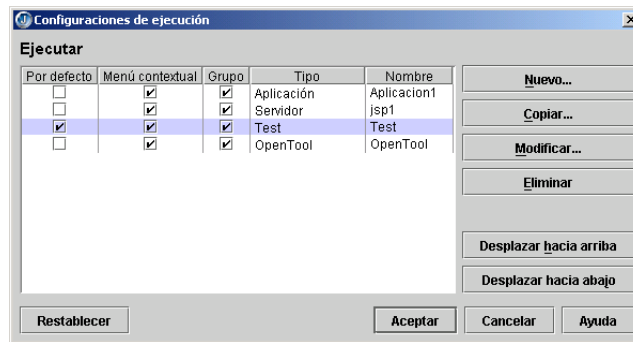 Configuraciones de ejecución
Ejecutar
Por defecto Menú contextual Grupo Tipo Nombre
Aplicación Aplicacion1
Servidor jsp1
Test Test
OpenTool OpenTool
Nuevo...
Copiar...
Modificar...
Eliminar
Desplazar hacia arriba
Desplazar hacia abajo
Restablecer Aceptar Cancelar Ayuda